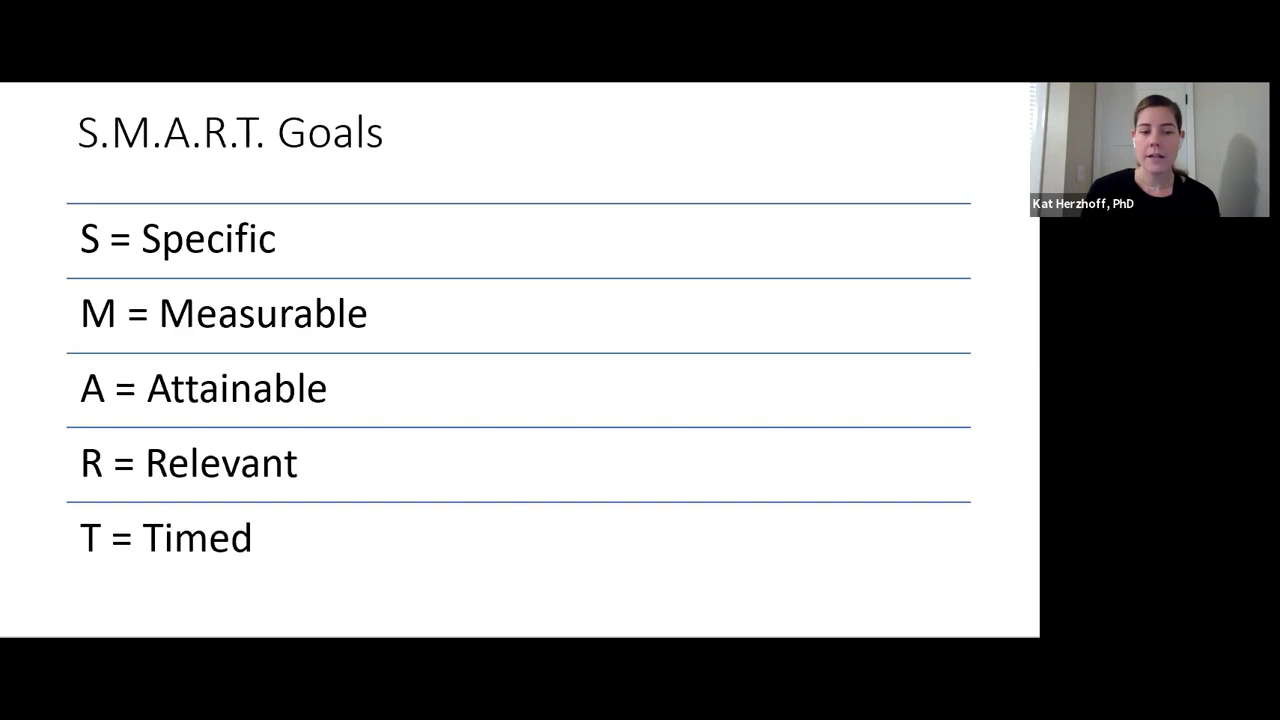 S.M.A.R.T. Goals
S = Specific
M = Measurable
A = Attainable
R = Relevant
T = Timed
Kat Herzhoff, PhD